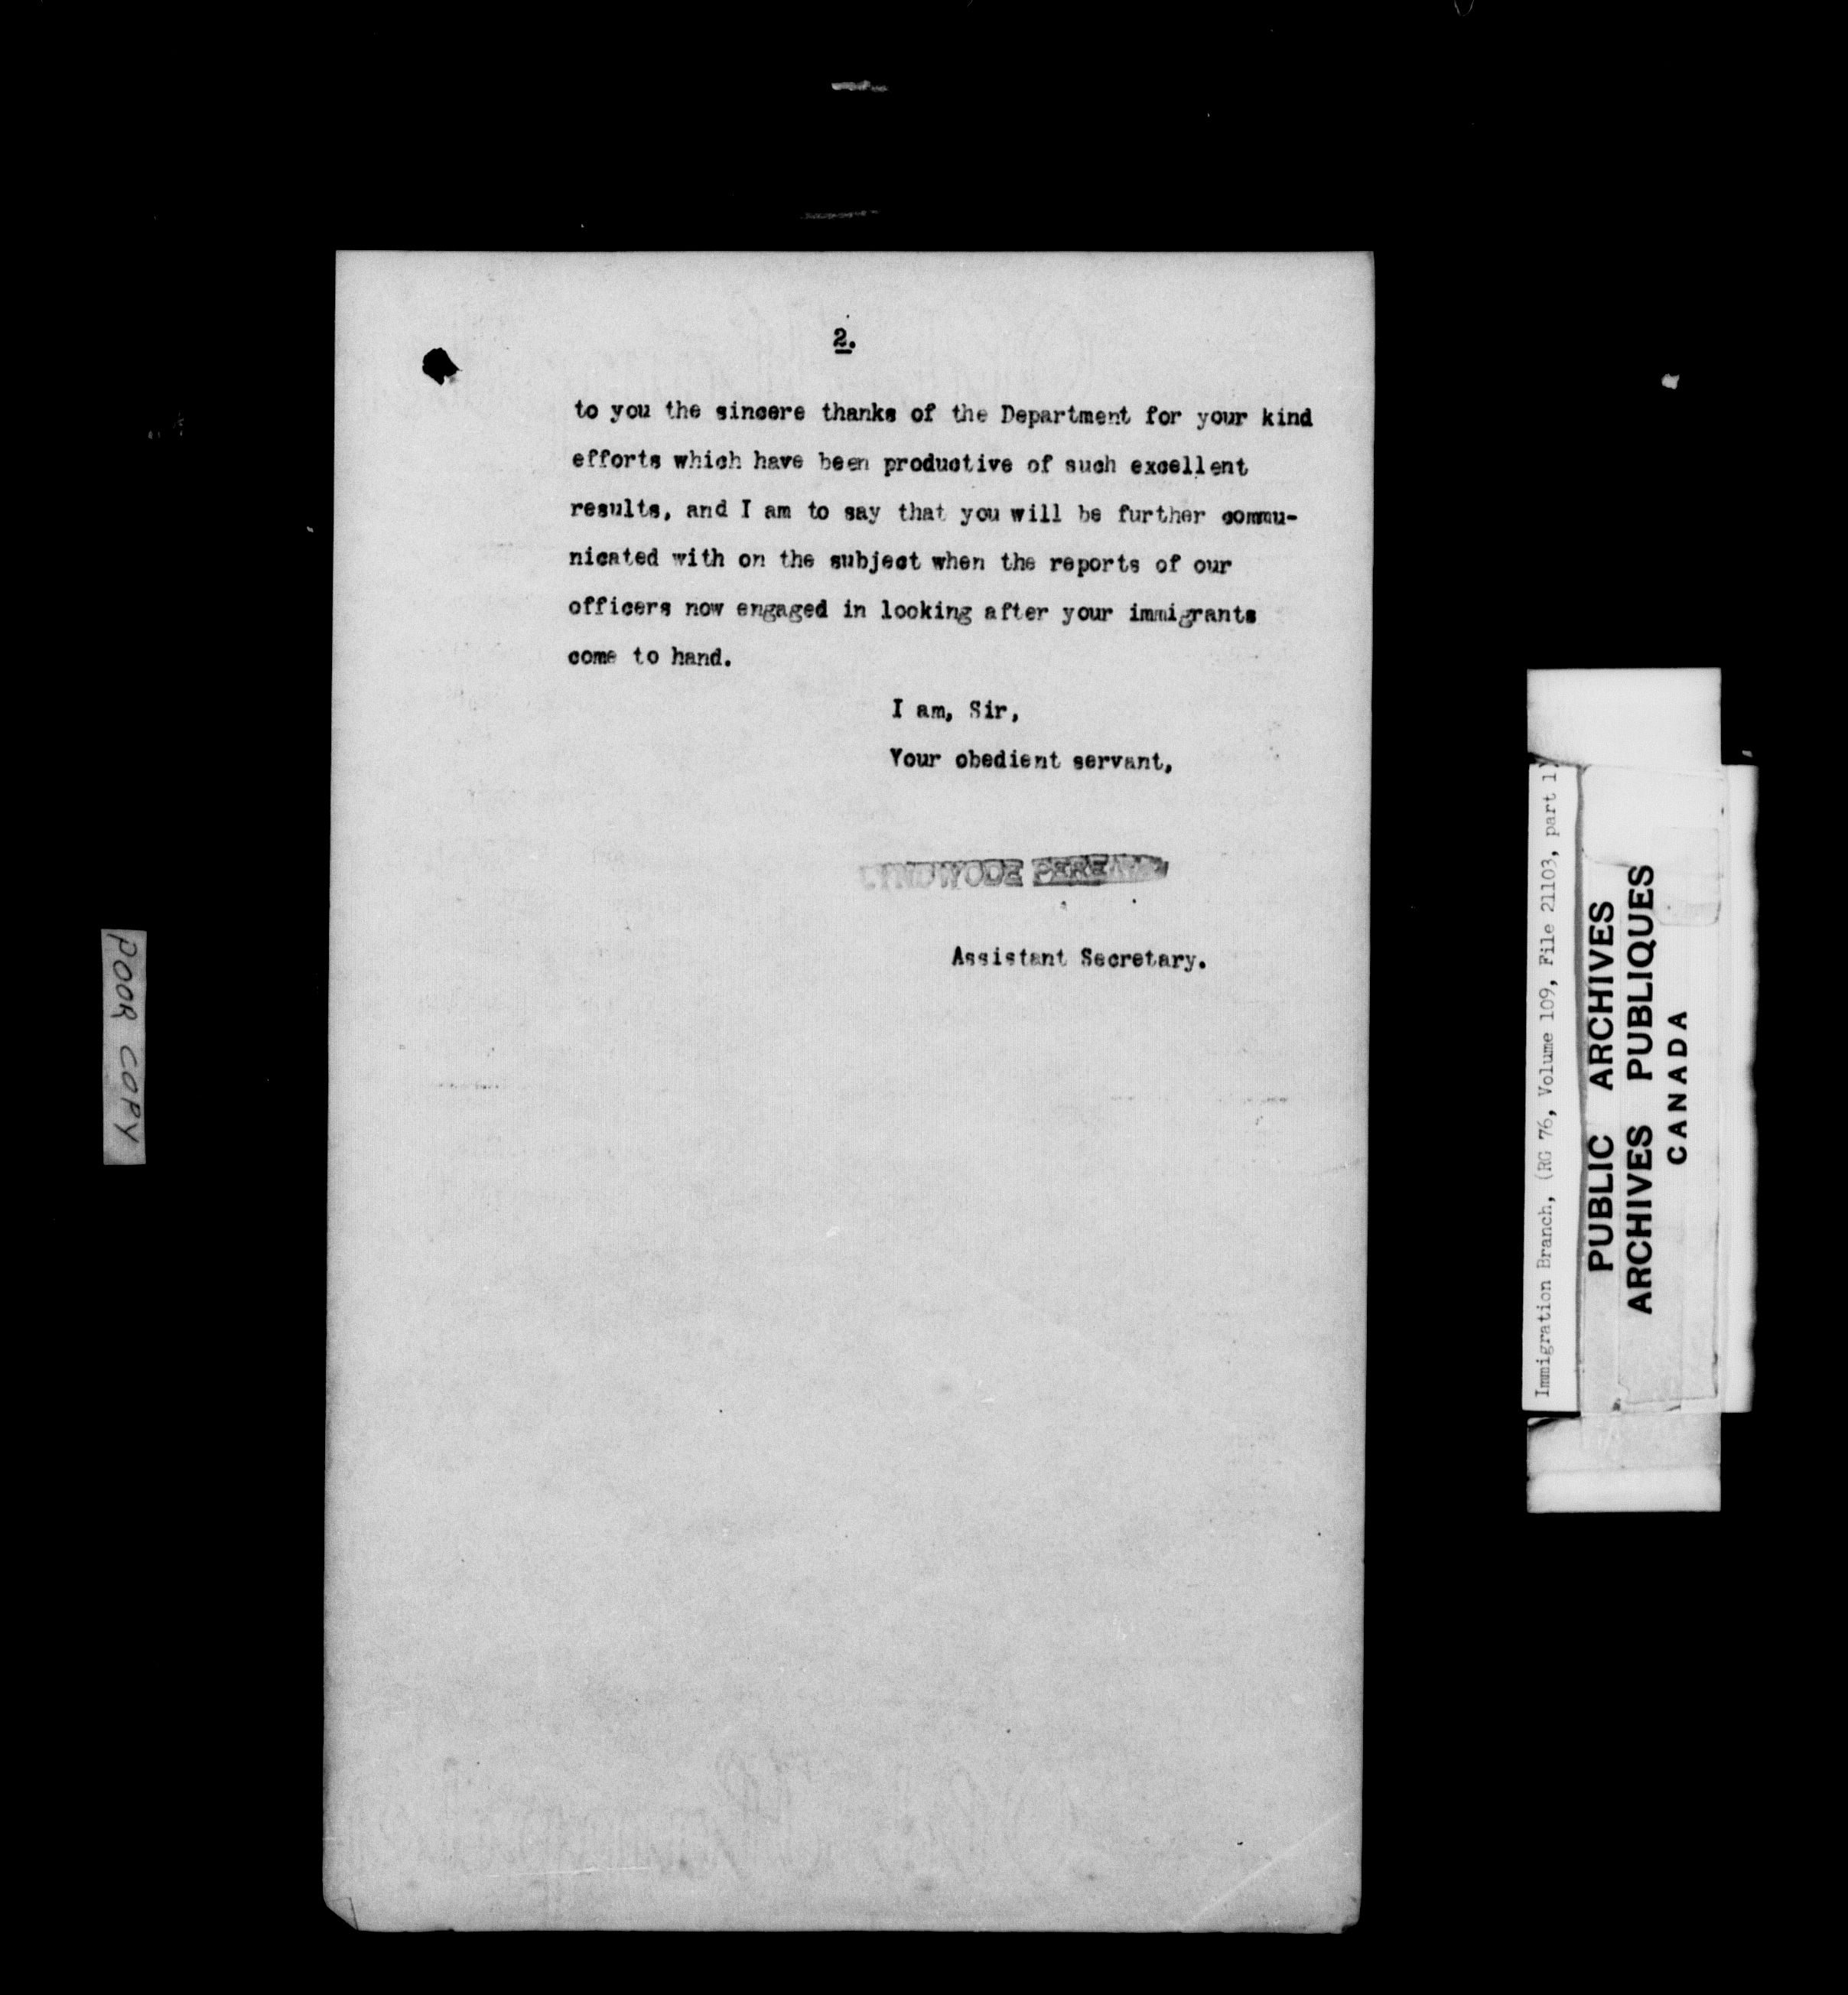 2.
to you the sincere thanks of the Department for your kind
efforts which have been productive of such excellent
results, and I am to say that you will be further commu-
nicated with on the subject when the reports of our
officers now engaged in looking after your immigrants
come to hand.
I am, Sir,
Your obedient servant,
LYNDWODE PEREIRA
Assistant Secretary.
POOR COPY
Immigration Branch, (RG 76, Volume 109, File 21103, part 1)
PUBLIC ARCHIVES
ARCHIVES PUBLIQUES
CANADA